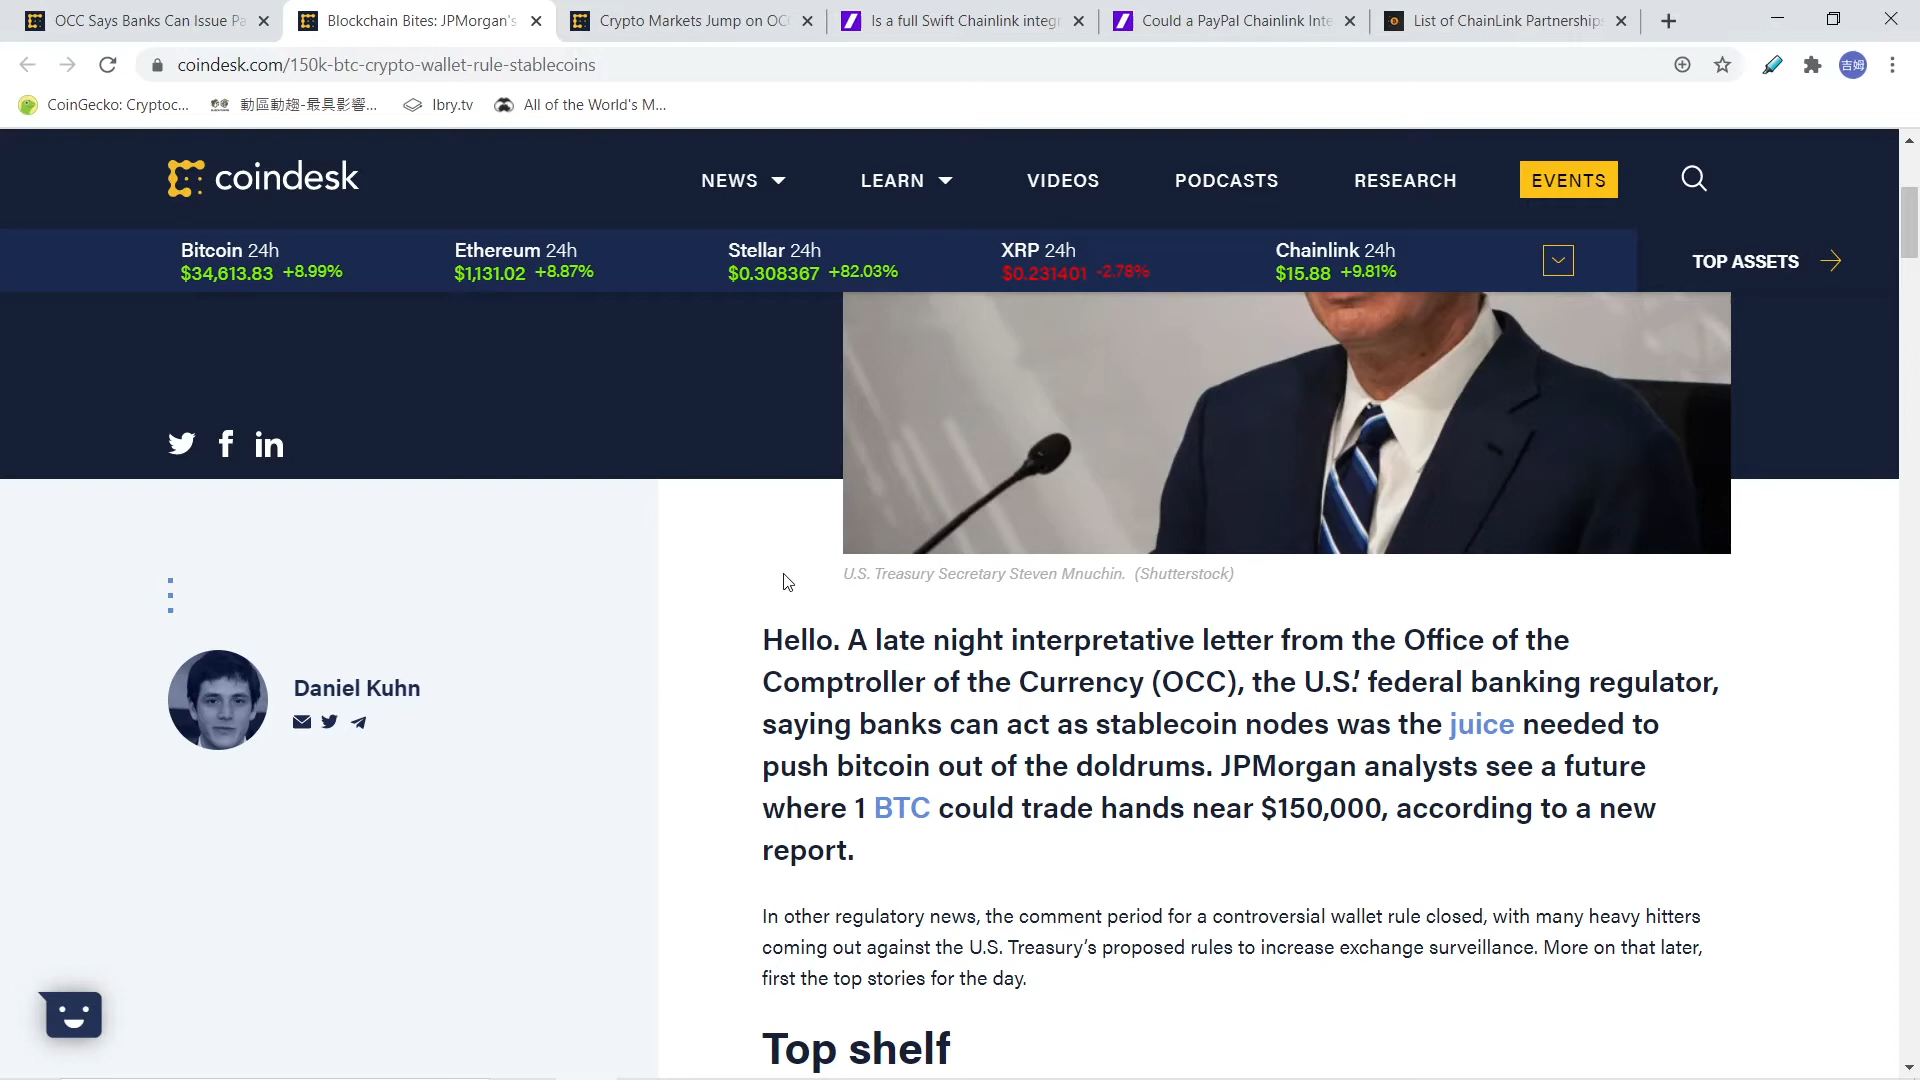 OCC Says Banks Can Issue Pa
Blockchain Bites: JPMorgan's
Crypto Markets Jump on OCC
Is a full Swift Chainlink integr
Could a PayPal Chainlink Inte
List of ChainLink Partnerships
coindesk.com/150k-btc-crypto-wallet-rule-stablecoins
吉姆
CoinGecko: Cryptoc...
動區動趨-最具影響...
lbry.tv
All of the World's M...
coindesk
NEWS
LEARN
VIDEOS
PODCASTS
RESEARCH
EVENTS
Bitcoin 24h
$34,613.83 +8.99%
Ethereum 24h
$1,131.02 +8.87%
Stellar 24h
$0.308367 +82.03%
XRP 24h
$0.231401 -2.78%
Chainlink 24h
$15.88 +9.81%
TOP ASSETS
U.S. Treasury Secretary Steven Mnuchin. (Shutterstock)
Daniel Kuhn
Hello. A late night interpretative letter from the Office of the
Comptroller of the Currency (OCC), the U.S.' federal banking regulator,
saying banks can act as stablecoin nodes was the juice needed to
push bitcoin out of the doldrums. JPMorgan analysts see a future
where 1 BTC could trade hands near $150,000, according to a new
report.
In other regulatory news, the comment period for a controversial wallet rule closed, with many heavy hitters
coming out against the U.S. Treasury's proposed rules to increase exchange surveillance. More on that later,
first the top stories for the day.
Top shelf